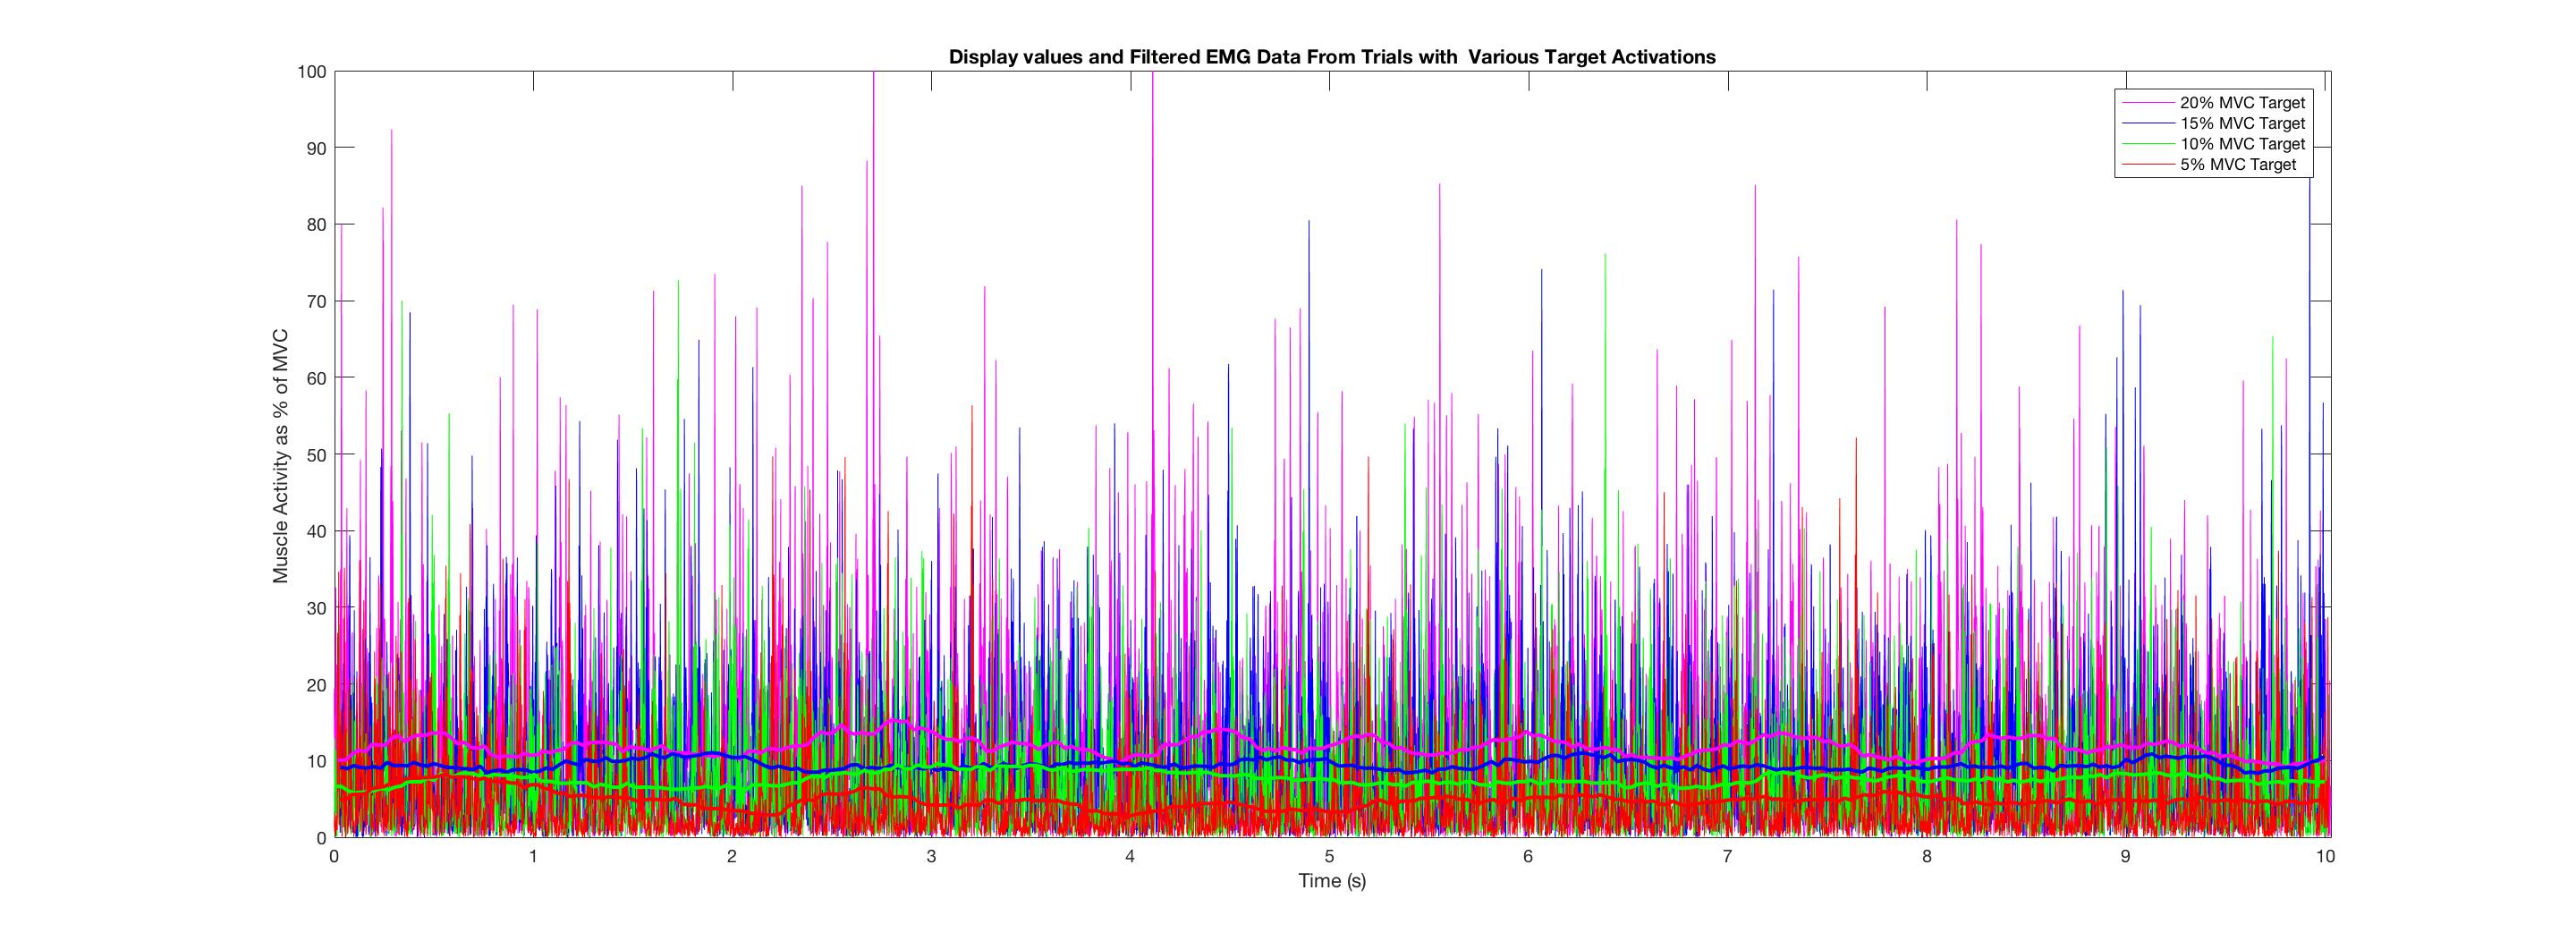 Display values and Filtered EMG Data From Trials with  Various Target Activations
100
90
80
70
60
50
40
30
20
10
0
Muscle Activity as % of MVC
20% MVC Target
15% MVC Target
10% MVC Target
5% MVC Target
0 1 2 3 4 5 6 7 8 9 10
Time (s)